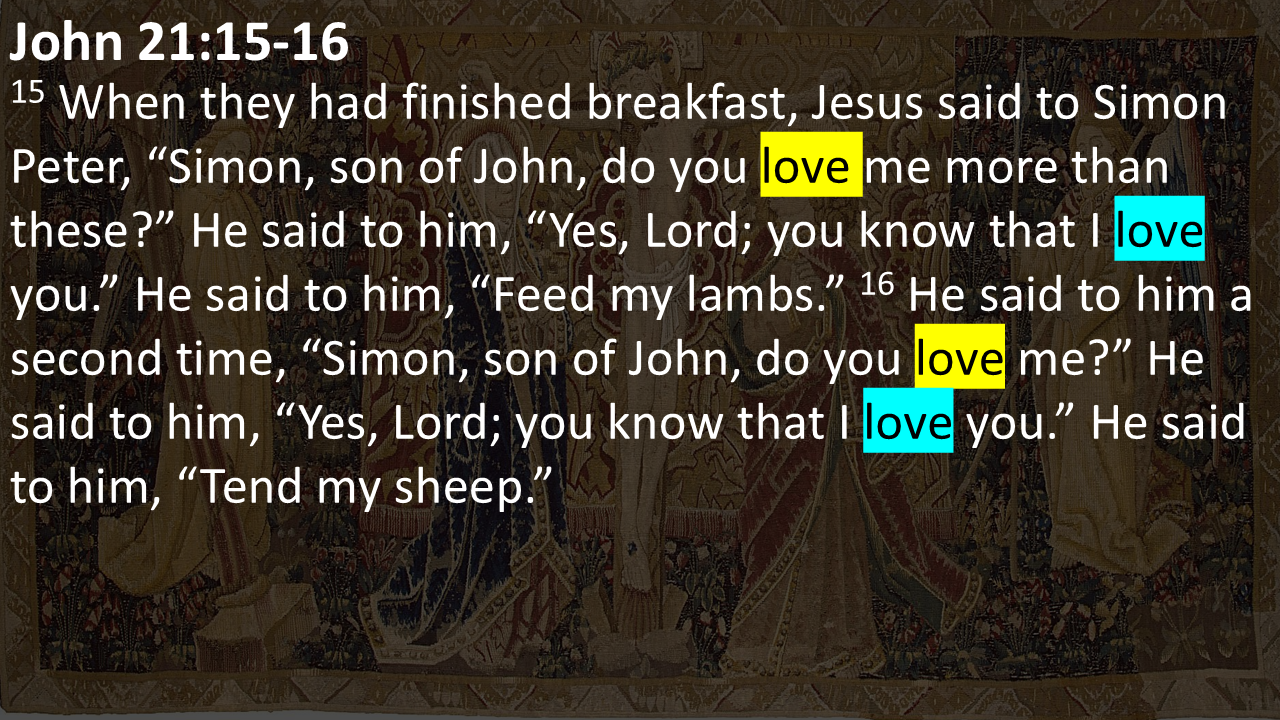 John 21:15-16
15 When they had finished breakfast, Jesus said to Simon
Peter, “Simon, son of John, do you love me more than
these?” He said to him, “Yes, Lord; you know that I love
you.” He said to him, “Feed my lambs.” 16 He said to him a
second time, “Simon, son of John, do you love me?” He
said to him, “Yes, Lord; you know that I love you.” He said
to him, “Tend my sheep.”